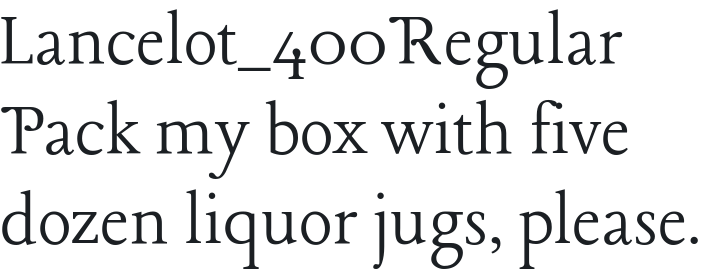 Lancelot_400Regular
Pack my box with five
dozen liquor jugs, please.